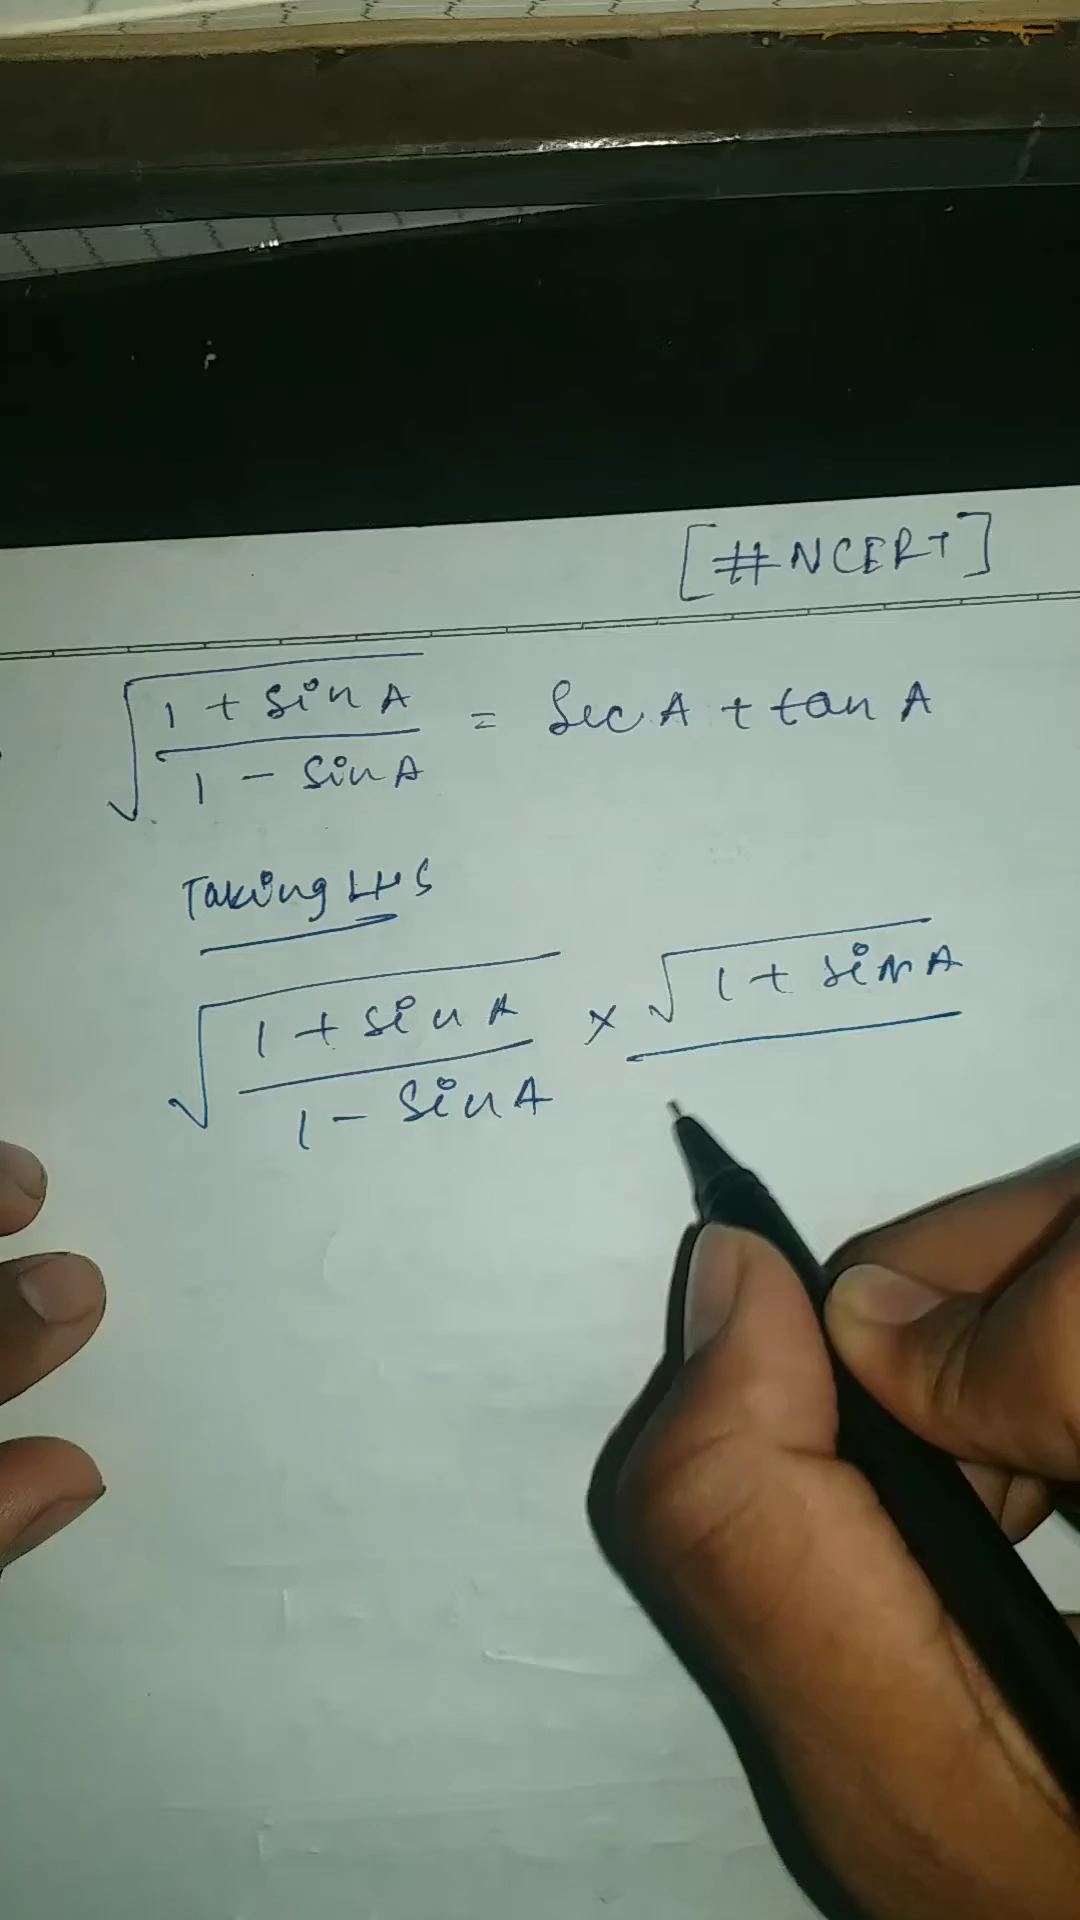 [#NCERT]
√(1 + sin A / 1 - sin A) = Sec A + tan A
Taking LHS
√(1 + sin A / 1 - sin A) × √1 + sin A